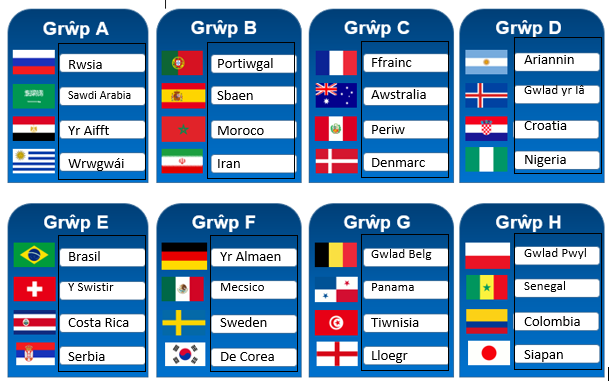 Grŵp A
Rwsia
Sawdi Arabia
Yr Aifft
Wrwgwái
Grŵp B
Portiwgal
Sbaen
Moroco
Iran
Grŵp C
Ffrainc
Awstralia
Periw
Denmarc
Grŵp D
Ariannin
Gwlad yr Iâ
Croatia
Nigeria
Grŵp E
Brasil
Y Swistir
Costa Rica
Serbia
Grŵp F
Yr Almaen
Mecsico
Sweden
De Corea
Grŵp G
Gwlad Belg
Panama
Tiwnisia
Lloegr
Grŵp H
Gwlad Pwyl
Senegal
Colombia
Siapan